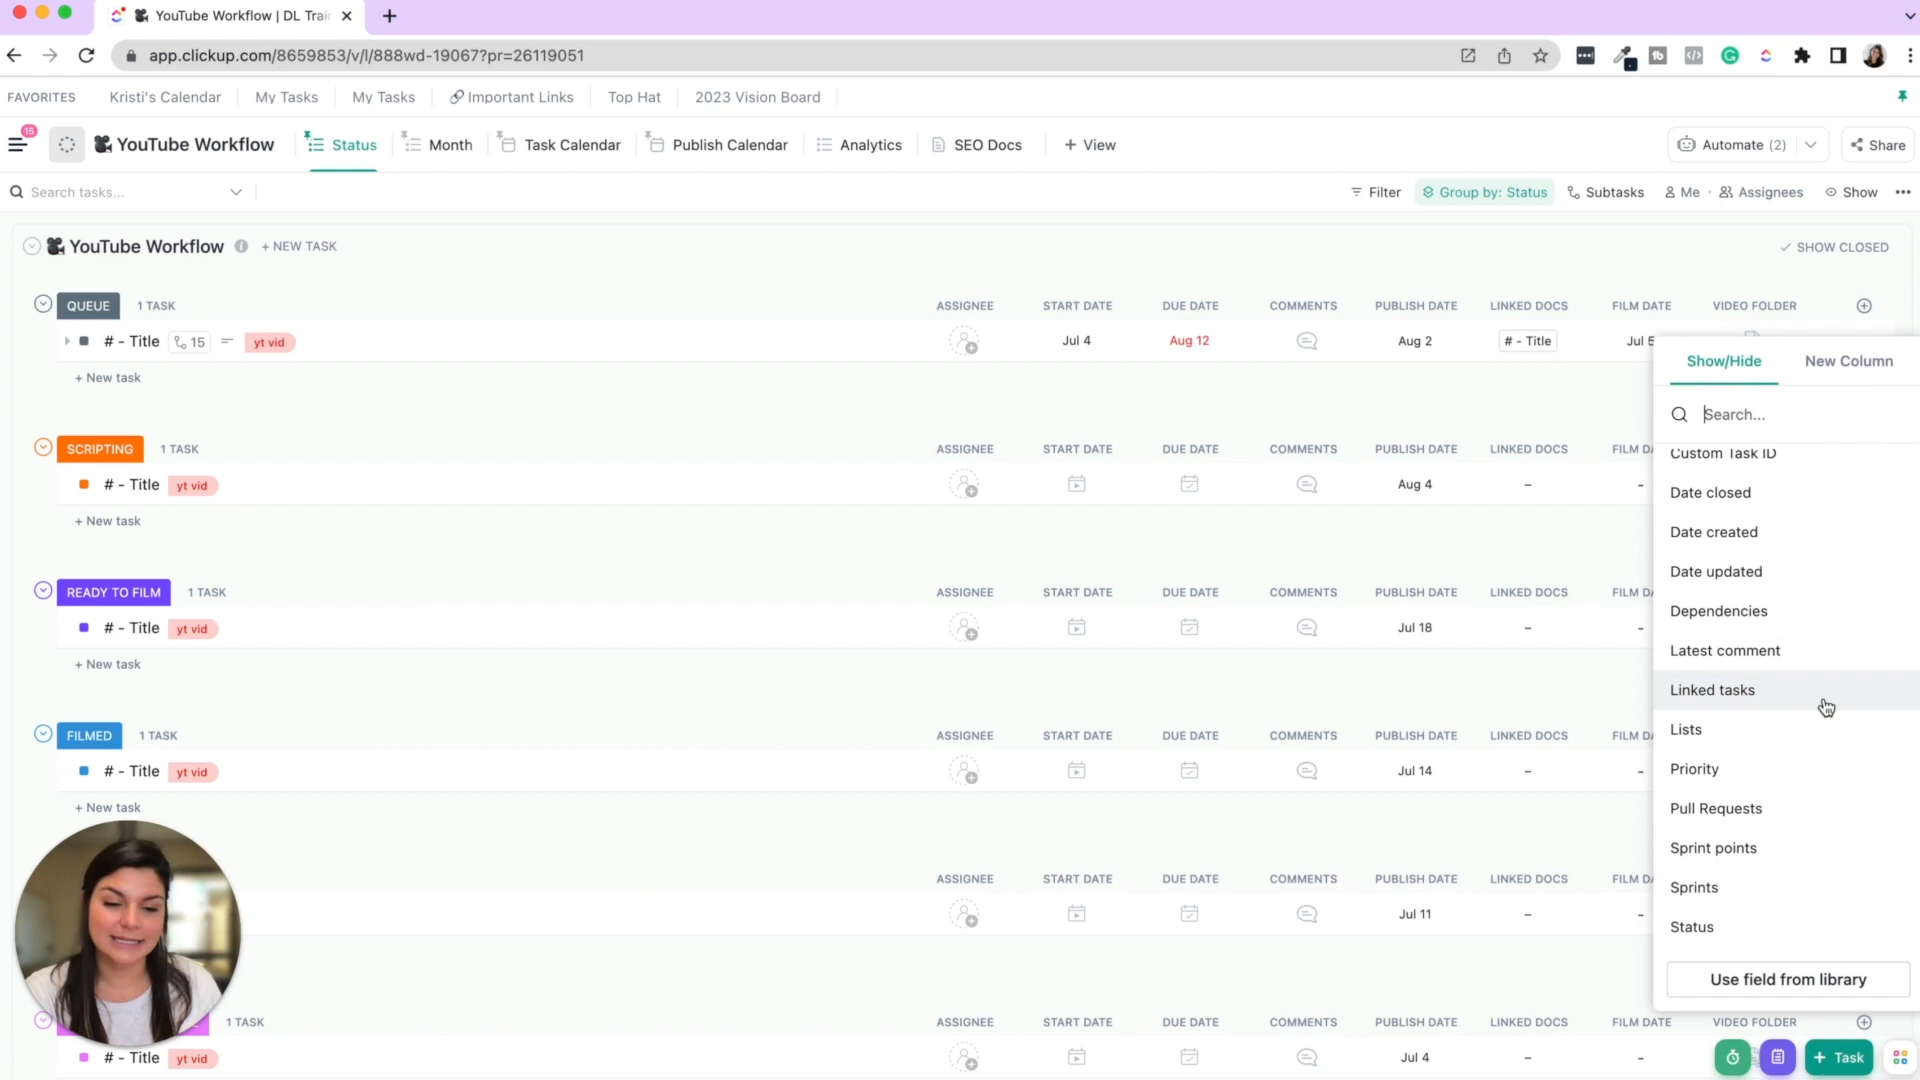 YouTube Workflow | DL Trai
app.clickup.com/8659853/v/l/888wd-19067?pr=26119051
FAVORITES Kristi's Calendar My Tasks My Tasks Important Links Top Hat 2023 Vision Board
15 YouTube Workflow Status Month Task Calendar Publish Calendar Analytics SEO Docs + View Automate (2) Share
Search tasks... Filter Group by: Status Subtasks Me Assignees Show
YouTube Workflow + NEW TASK SHOW CLOSED
QUEUE 1 TASK ASSIGNEE START DATE DUE DATE COMMENTS PUBLISH DATE LINKED DOCS FILM DATE VIDEO FOLDER
# - Title 15 yt vid Jul 4 Aug 12 Aug 2 # - Title Jul 5
+ New task
SCRIPTING 1 TASK ASSIGNEE START DATE DUE DATE COMMENTS PUBLISH DATE LINKED DOCS FILM DA
# - Title yt vid Aug 4 – -
+ New task
READY TO FILM 1 TASK ASSIGNEE START DATE DUE DATE COMMENTS PUBLISH DATE LINKED DOCS FILM DA
# - Title yt vid Jul 18 – -
+ New task
FILMED 1 TASK ASSIGNEE START DATE DUE DATE COMMENTS PUBLISH DATE LINKED DOCS FILM DA
# - Title yt vid Jul 14 – -
+ New task
ASSIGNEE START DATE DUE DATE COMMENTS PUBLISH DATE LINKED DOCS FILM DA
Jul 11 – -
1 TASK ASSIGNEE START DATE DUE DATE COMMENTS PUBLISH DATE LINKED DOCS FILM DATE VIDEO FOLDER
# - Title yt vid Jul 4 – -
Show/Hide New Column
Search...
Custom Task ID
Date closed
Date created
Date updated
Dependencies
Latest comment
Linked tasks
Lists
Priority
Pull Requests
Sprint points
Sprints
Status
Use field from library
+ Task